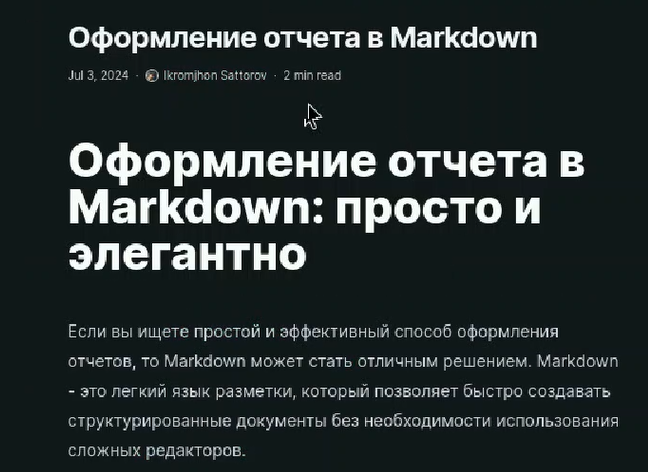 Оформление отчета в Markdown
Jul 3, 2024 · Ikromjhon Sattorov · 2 min read
Оформление отчета в
Markdown: просто и
элегантно
Если вы ищете простой и эффективный способ оформления
отчетов, то Markdown может стать отличным решением. Markdown
- это легкий язык разметки, который позволяет быстро создавать
структурированные документы без необходимости использования
сложных редакторов.